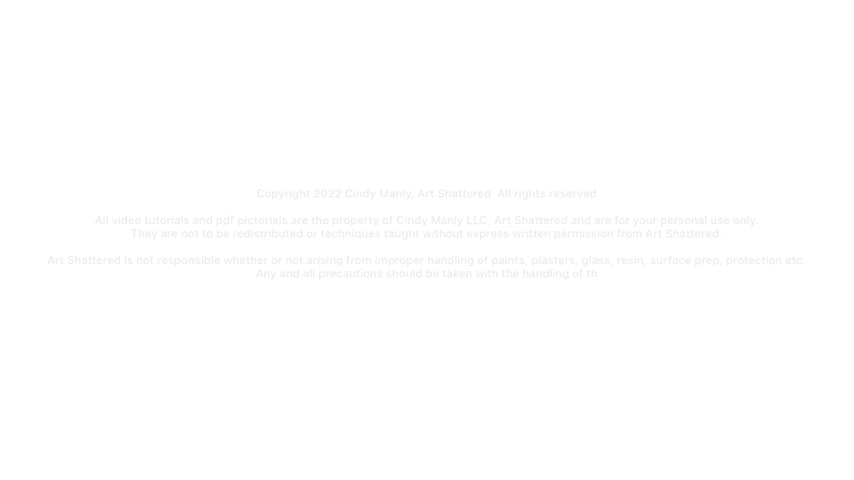 Copyright 2022 Cindy Manly, Art Shattered. All rights reserved
All video tutorials and pdf pictorials are the property of Cindy Manly LLC, Art Shattered and are for your personal use only.
They are not to be redistributed or techniques taught without express written permission from Art Shattered.
Art Shattered is not responsible whether or not arising from improper handling of paints, plasters, glass, resin, surface prep, protection etc.
Any and all precautions should be taken with the handling of th